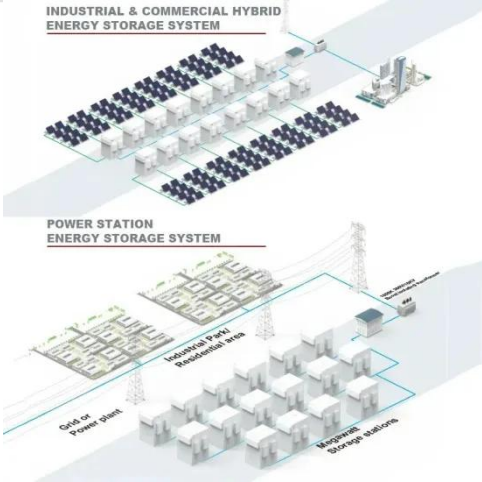 INDUSTRIAL & COMMERCIAL HYBRID
ENERGY STORAGE SYSTEM
POWER STATION
ENERGY STORAGE SYSTEM
Industrial Park/
Residential area
Grid or
Power plant
Megawatt
Storage stations